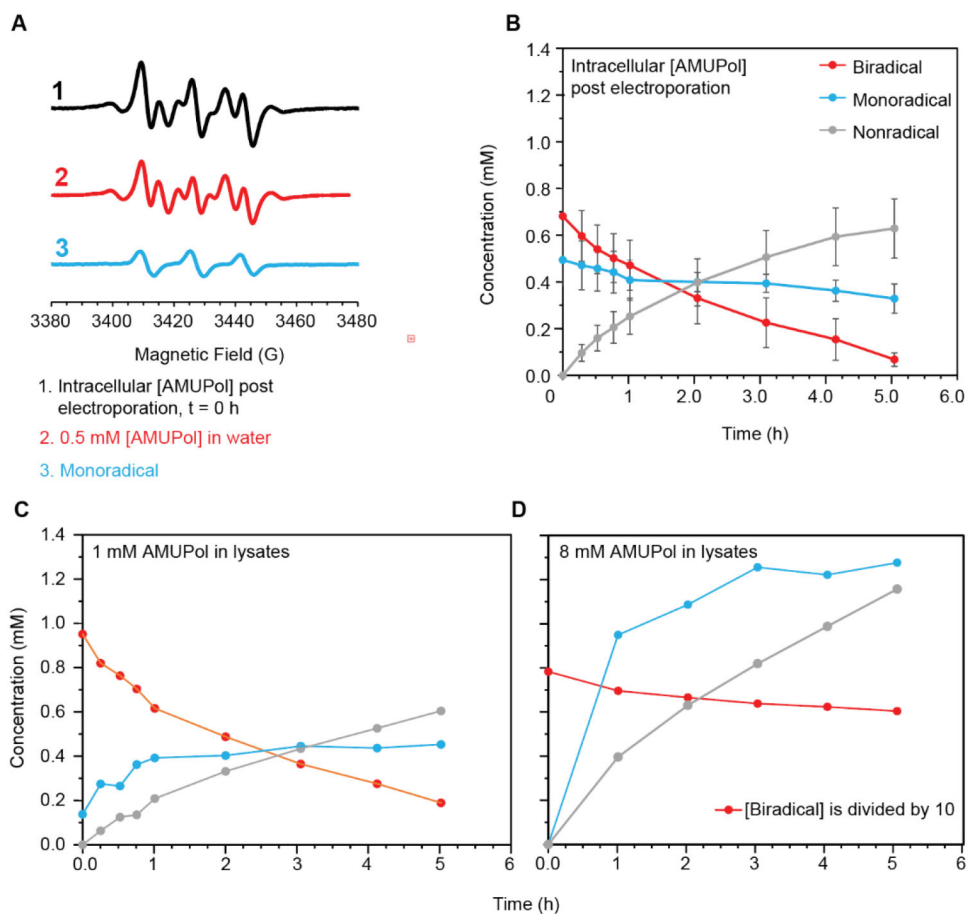 A
1
2
3
3380 3400 3420 3440 3460 3480
Magnetic Field (G)
1. Intracellular [AMUPol] post
electroporation, t = 0 h
2. 0.5 mM [AMUPol] in water
3. Monoradical
B
Intracellular [AMUPol]
post electroporation
Biradical
Monoradical
Nonradical
Concentration (mM)
1.4
1.2
1.0
0.8
0.6
0.4
0.2
0.0
0 1.0 2.0 3.0 4.0 5.0 6.0
Time (h)
C
1 mM AMUPol in lysates
Concentration (mM)
1.4
1.2
1.0
0.8
0.6
0.4
0.2
0.0
0.0 1 2 3 4 5 6
D
8 mM AMUPol in lysates
[Biradical] is divided by 10
0.0 1 2 3 4 5 6
Time (h)